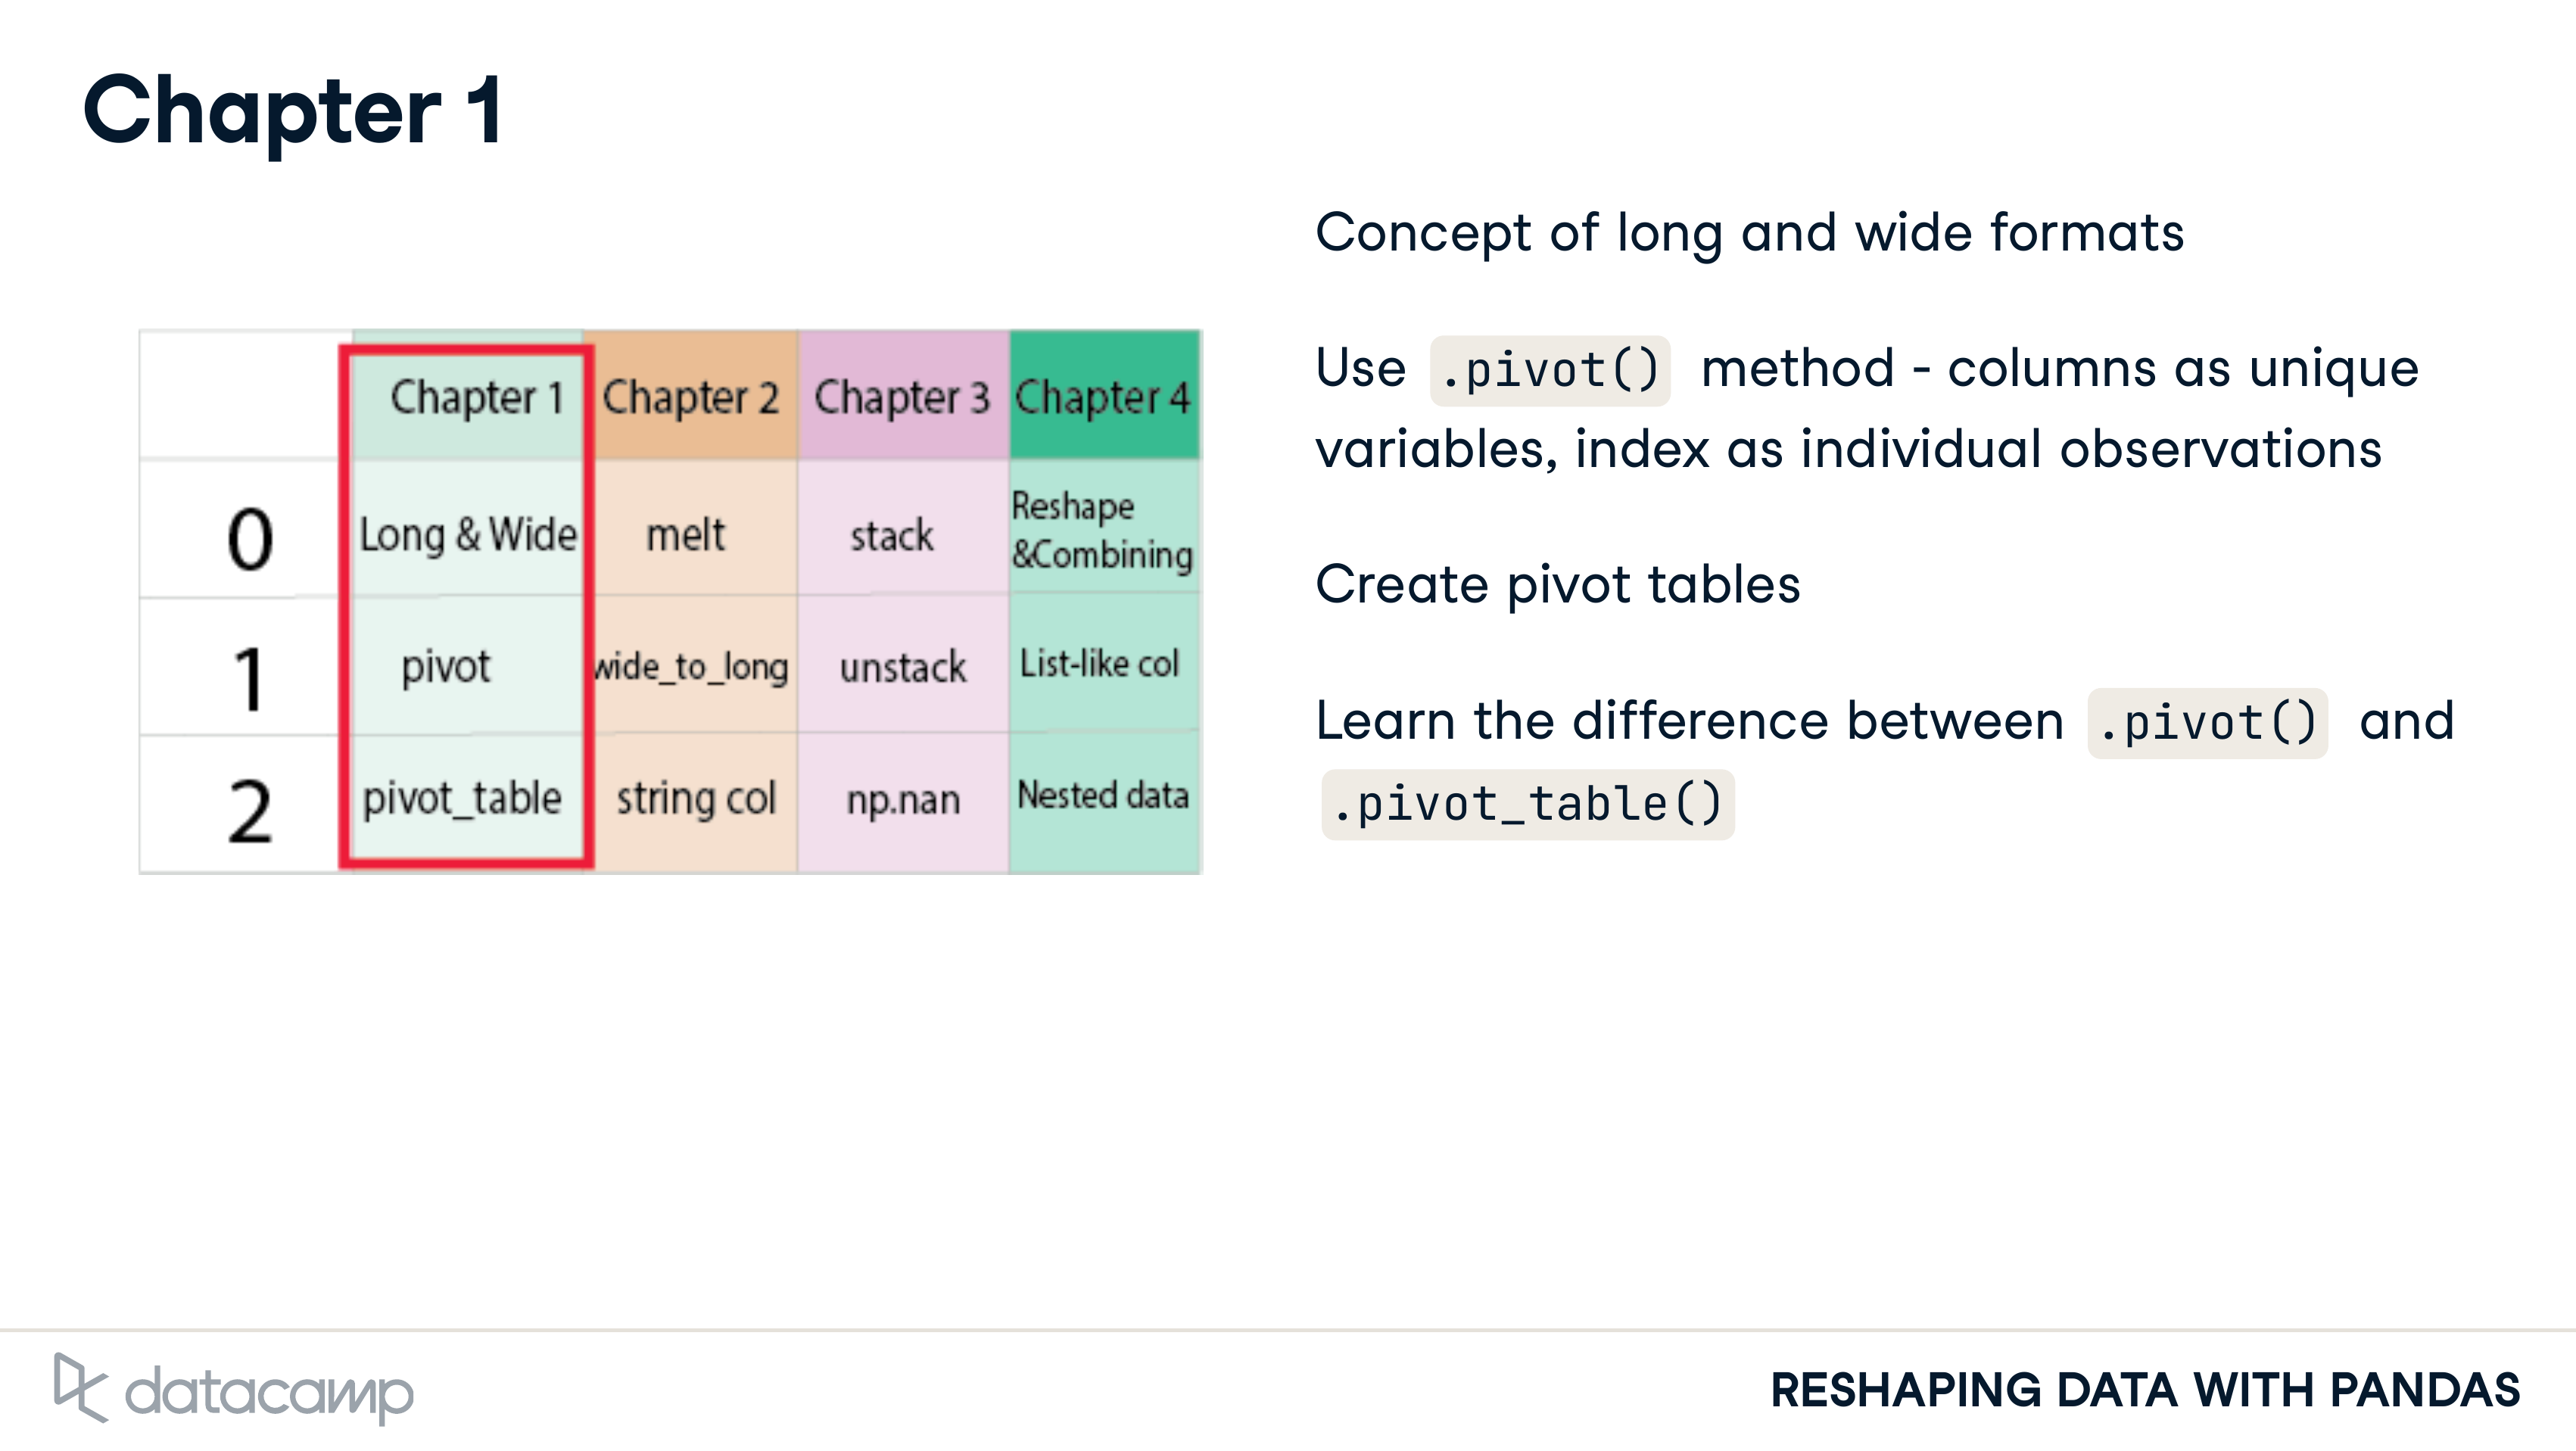 Chapter 1
Concept of long and wide formats
Use .pivot() method - columns as unique
variables, index as individual observations
Create pivot tables
Learn the difference between .pivot() and
.pivot_table()
Chapter 1 Chapter 2 Chapter 3 Chapter 4
0 Long & Wide melt stack Reshape
&Combining
1 pivot wide_to_long unstack List-like col
2 pivot_table string col np.nan Nested data
datacamp
RESHAPING DATA WITH PANDAS